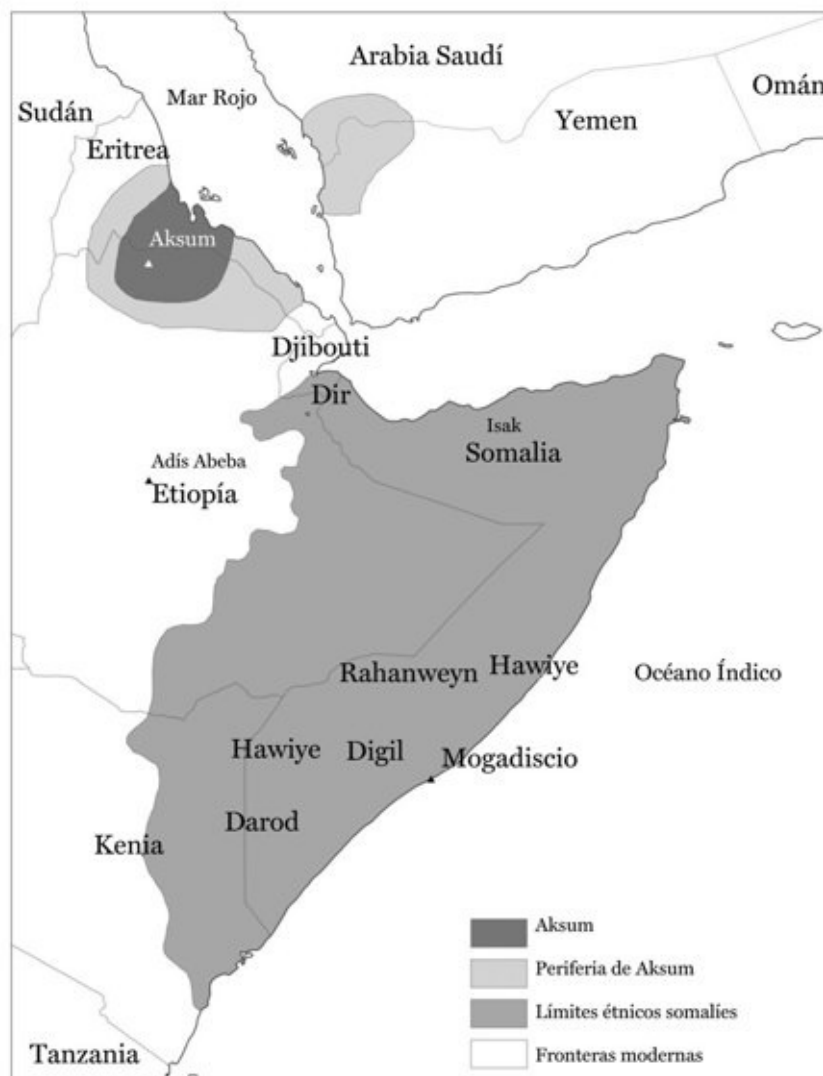 Arabia Saudí
Omán
Mar Rojo
Sudán
Yemen
Eritrea
Aksum
Djibouti
Dir
Isak
Somalia
Adís Abeba
Etiopía
Rahanweyn
Hawiye
Océano Índico
Hawiye
Digil
Mogadiscio
Darod
Kenia
Aksum
Periferia de Aksum
Límites étnicos somalíes
Fronteras modernas
Tanzania